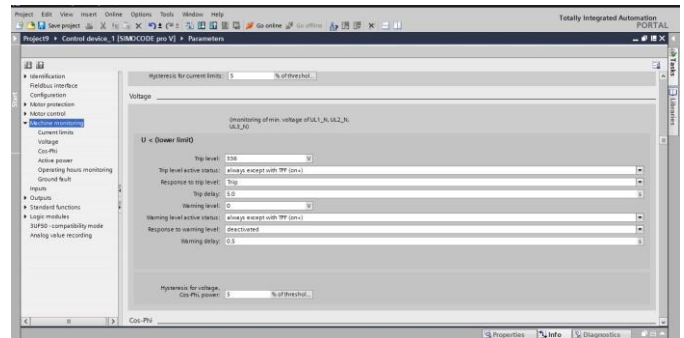 Project Edit View Insert Online Options Tools Window Help
Totally Integrated Automation
PORTAL
Save project Go online Go offline
Project9 Control device_1 [SIMOCODE pro V] Parameters
Identification
Fieldbus interface
Configuration
Motor protection
Motor control
Machine monitoring
Current limits
Voltage
Cos-Phi
Active power
Operating hours monitoring
Ground fault
Inputs
Outputs
Standard functions
Logic modules
3UF50 -compatibility mode
Analog value recording
Hysteresis for current limits: 5 % of threshol...
Voltage
(monitoring of min. voltage of UL1_N, UL2_N,
UL3_N)
U < (lower limit)
Trip level: 336 V
Trip level active status: always except with TPF (on+)
Response to trip level: Trip
Trip delay: 5.0 s
Warning level: 0 V
Warning level active status: always except with TPF (on+)
Response to warning level: deactivated
Warning delay: 0.5 s
Hysteresis for voltage,
Cos-Phi, power: 5 % of threshol...
Cos-Phi
Start
Tasks
Libraries
Properties Info Diagnostics